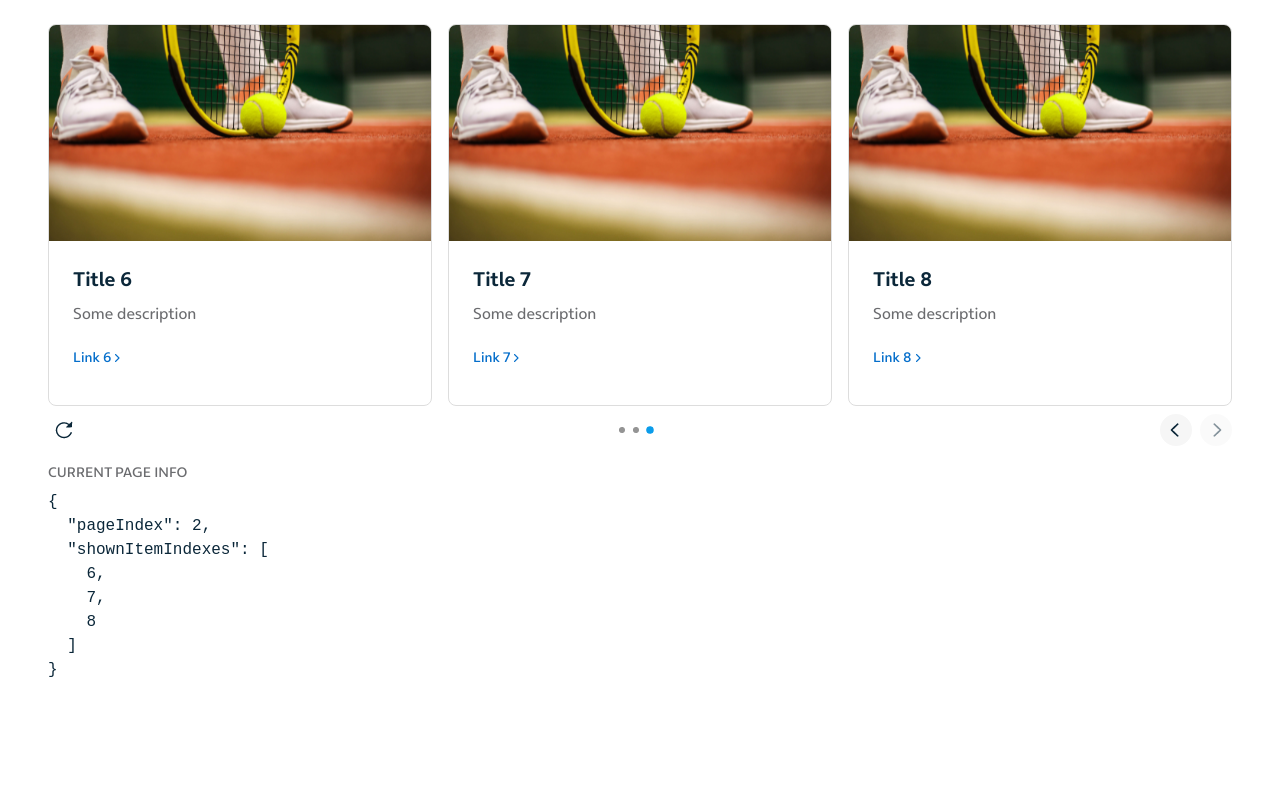 Title 6
Some description
Link 6
Title 7
Some description
Link 7
Title 8
Some description
Link 8
CURRENT PAGE INFO
{
  "pageIndex": 2,
  "shownItemIndexes": [
    6,
    7,
    8
  ]
}